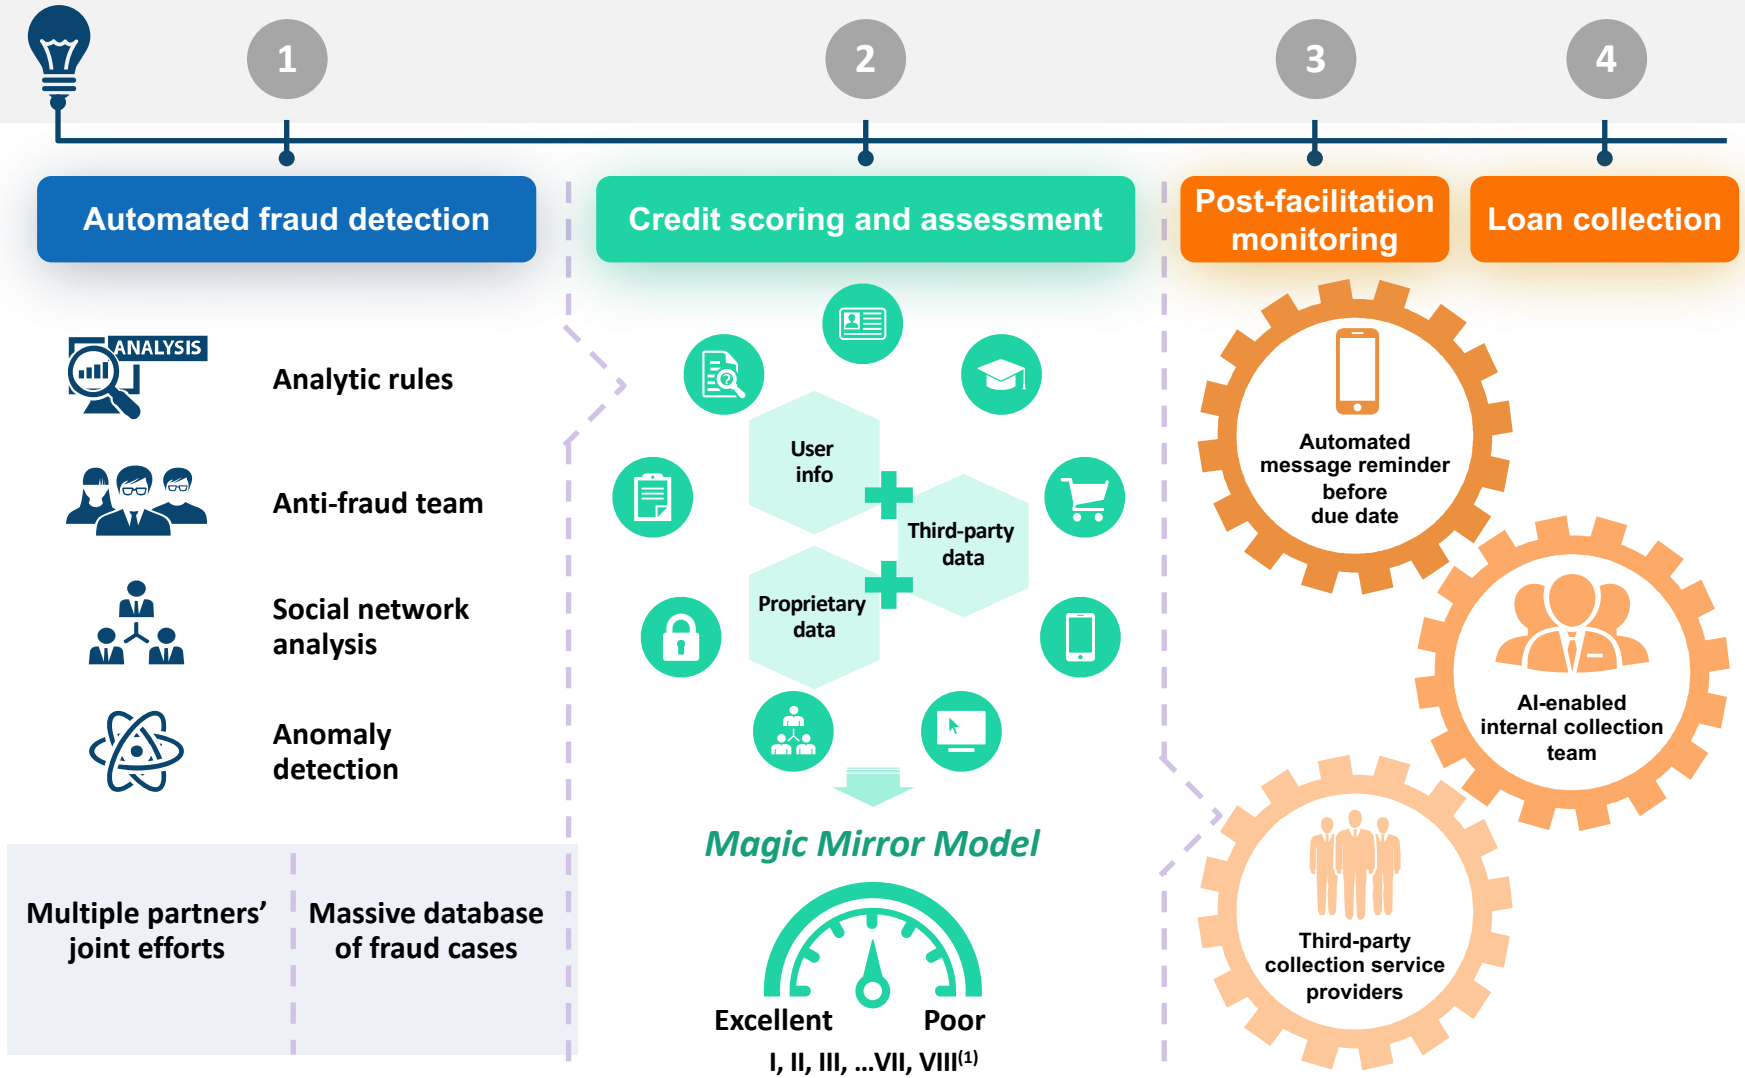 1
2
3
4
Automated fraud detection
Credit scoring and assessment
Post-facilitation
monitoring
Loan collection
ANALYSIS
Analytic rules
Anti-fraud team
Social network
analysis
Anomaly
detection
Multiple partners’
joint efforts
Massive database
of fraud cases
?
User
info
Third-party
data
Proprietary
data
Magic Mirror Model
Excellent
Poor
I, II, III, ...VII, VIII(1)
Automated
message reminder
before
due date
AI-enabled
internal collection
team
Third-party
collection service
providers